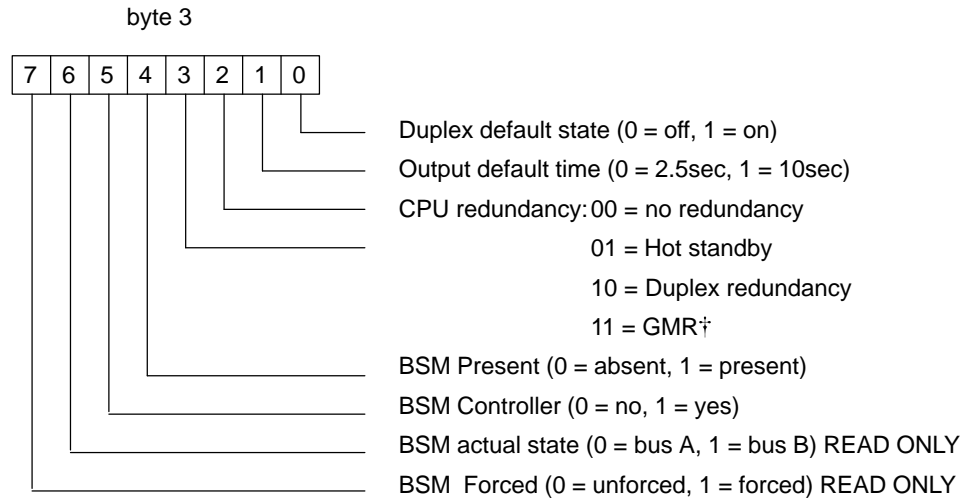 byte 3
7 6 5 4 3 2 1 0
Duplex default state (0 = off, 1 = on)
Output default time (0 = 2.5sec, 1 = 10sec)
CPU redundancy: 00 = no redundancy
01 = Hot standby
10 = Duplex redundancy
11 = GMR†
BSM Present (0 = absent, 1 = present)
BSM Controller (0 = no, 1 = yes)
BSM actual state (0 = bus A, 1 = bus B) READ ONLY
BSM Forced (0 = unforced, 1 = forced) READ ONLY